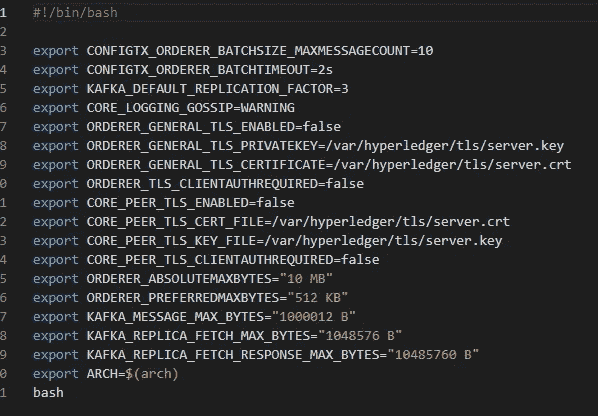 1 #!/bin/bash
2
3 export CONFIGTX_ORDERER_BATCHSIZE_MAXMESSAGECOUNT=10
4 export CONFIGTX_ORDERER_BATCHTIMEOUT=2s
5 export KAFKA_DEFAULT_REPLICATION_FACTOR=3
6 export CORE_LOGGING_GOSSIP=WARNING
7 export ORDERER_GENERAL_TLS_ENABLED=false
8 export ORDERER_GENERAL_TLS_PRIVATEKEY=/var/hyperledger/tls/server.key
9 export ORDERER_GENERAL_TLS_CERTIFICATE=/var/hyperledger/tls/server.crt
0 export ORDERER_TLS_CLIENTAUTHREQUIRED=false
1 export CORE_PEER_TLS_ENABLED=false
2 export CORE_PEER_TLS_CERT_FILE=/var/hyperledger/tls/server.crt
3 export CORE_PEER_TLS_KEY_FILE=/var/hyperledger/tls/server.key
4 export CORE_PEER_TLS_CLIENTAUTHREQUIRED=false
5 export ORDERER_ABSOLUTEMAXBYTES="10 MB"
6 export ORDERER_PREFERREDMAXBYTES="512 KB"
7 export KAFKA_MESSAGE_MAX_BYTES="1000012 B"
8 export KAFKA_REPLICA_FETCH_MAX_BYTES="1048576 B"
9 export KAFKA_REPLICA_FETCH_RESPONSE_MAX_BYTES="10485760 B"
0 export ARCH=$(arch)
1 bash